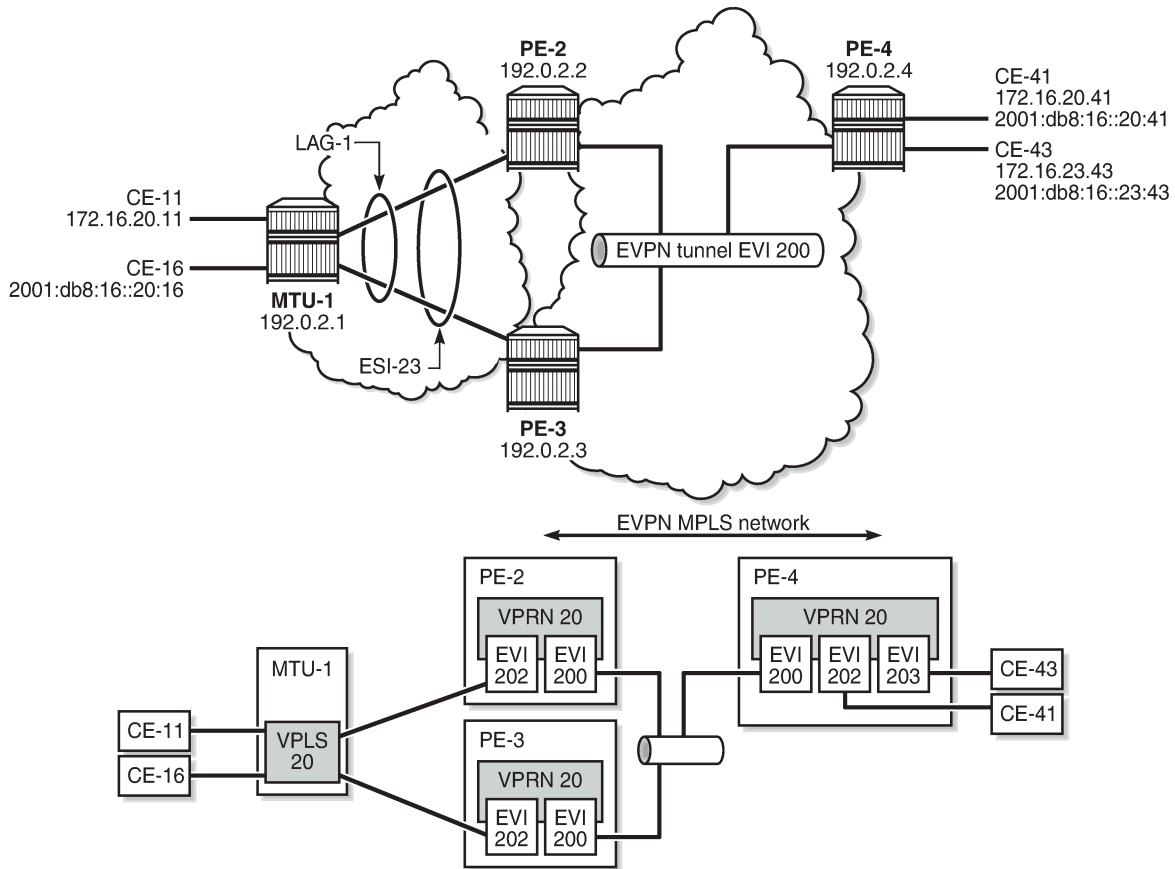 PE-2
192.0.2.2
PE-4
192.0.2.4
CE-41
172.16.20.41
2001:db8:16::20:41
CE-43
172.16.23.43
2001:db8:16::23:43
LAG-1
CE-11
172.16.20.11
CE-16
2001:db8:16::20:16
MTU-1
192.0.2.1
EVPN tunnel EVI 200
ESI-23
PE-3
192.0.2.3
EVPN MPLS network
PE-2
VPRN 20
EVI
202
EVI
200
PE-4
VPRN 20
EVI
200
EVI
202
EVI
203
CE-43
CE-41
MTU-1
CE-11
CE-16
VPLS
20
PE-3
VPRN 20
EVI
202
EVI
200